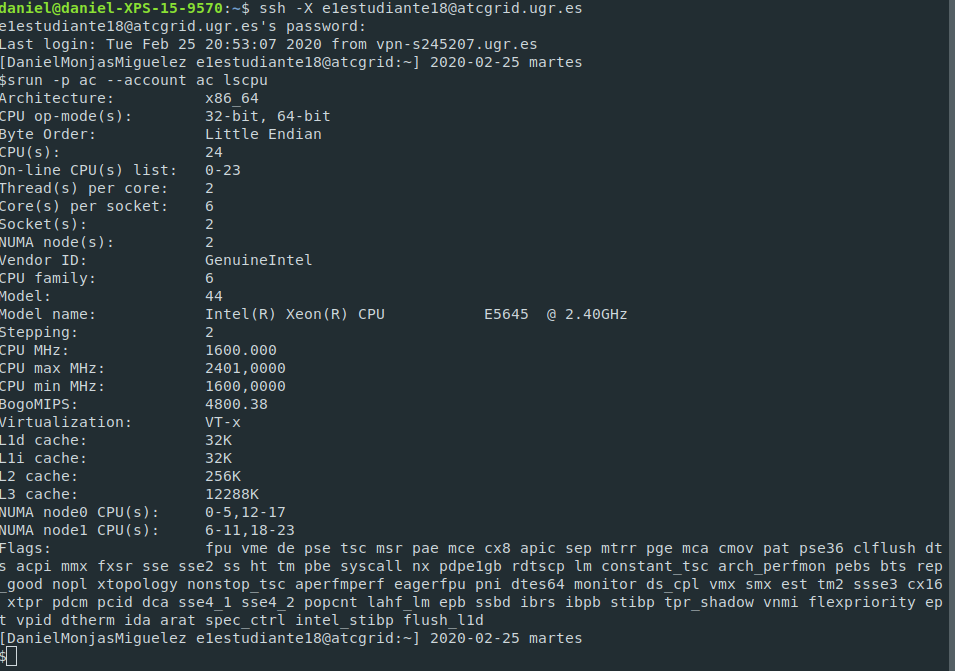 daniel@daniel-XPS-15-9570:~$ ssh -X e1estudiante18@atcgrid.ugr.es
e1estudiante18@atcgrid.ugr.es's password:
Last login: Tue Feb 25 20:53:07 2020 from vpn-s245207.ugr.es
[DanielMonjasMiguelez e1estudiante18@atcgrid:~] 2020-02-25 martes
$srun -p ac --account ac lscpu
Architecture:          x86_64
CPU op-mode(s):        32-bit, 64-bit
Byte Order:            Little Endian
CPU(s):                24
On-line CPU(s) list:   0-23
Thread(s) per core:    2
Core(s) per socket:    6
Socket(s):             2
NUMA node(s):          2
Vendor ID:             GenuineIntel
CPU family:            6
Model:                 44
Model name:            Intel(R) Xeon(R) CPU           E5645  @ 2.40GHz
Stepping:              2
CPU MHz:               1600.000
CPU max MHz:           2401,0000
CPU min MHz:           1600,0000
BogoMIPS:              4800.38
Virtualization:        VT-x
L1d cache:             32K
L1i cache:             32K
L2 cache:              256K
L3 cache:              12288K
NUMA node0 CPU(s):     0-5,12-17
NUMA node1 CPU(s):     6-11,18-23
Flags:                 fpu vme de pse tsc msr pae mce cx8 apic sep mtrr pge mca cmov pat pse36 clflush dt
s acpi mmx fxsr sse sse2 ss ht tm pbe syscall nx pdpe1gb rdtscp lm constant_tsc arch_perfmon pebs bts rep
_good nopl xtopology nonstop_tsc aperfmperf eagerfpu pni dtes64 monitor ds_cpl vmx smx est tm2 ssse3 cx16
 xtpr pdcm pcid dca sse4_1 sse4_2 popcnt lahf_lm epb ssbd ibrs ibpb stibp tpr_shadow vnmi flexpriority ep
t vpid dtherm ida arat spec_ctrl intel_stibp flush_l1d
[DanielMonjasMiguelez e1estudiante18@atcgrid:~] 2020-02-25 martes
$